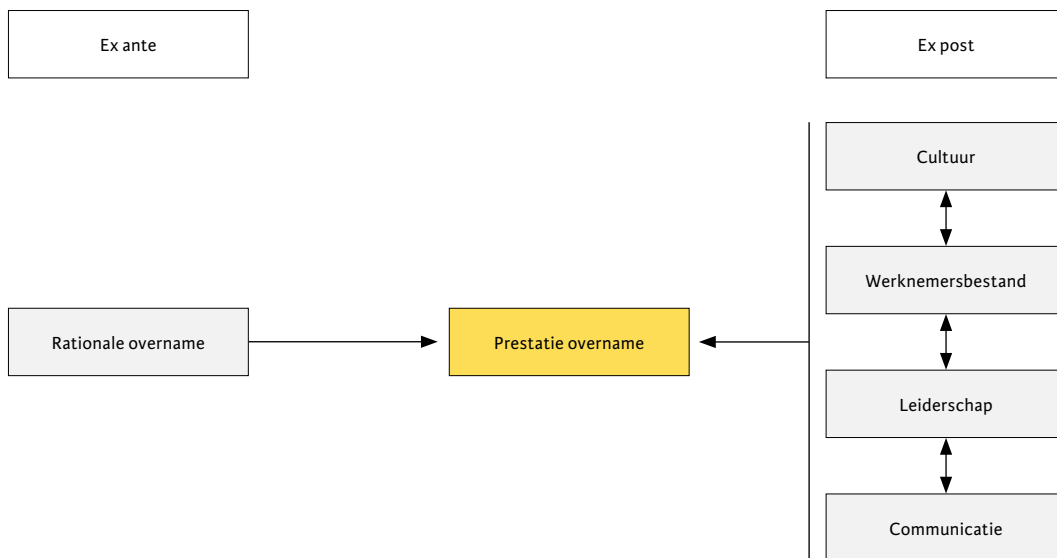 Ex ante
Ex post
Cultuur
Werknemersbestand
Rationale overname
Prestatie overname
Leiderschap
Communicatie